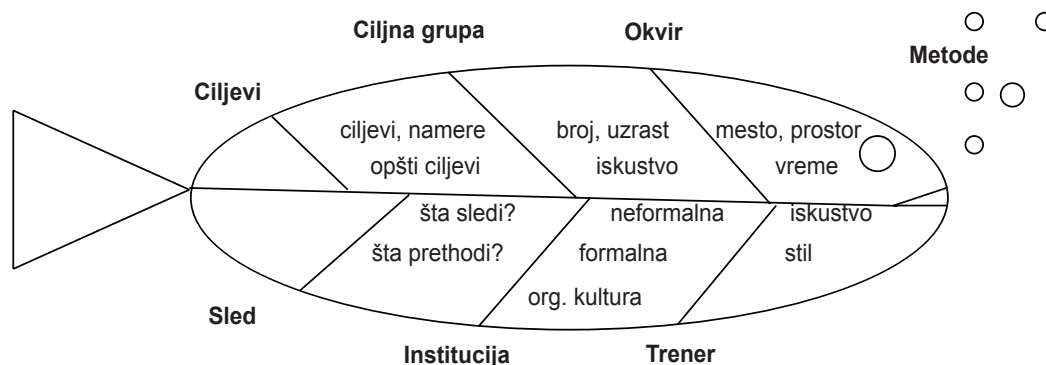 Ciljna grupa
Okvir
Metode
Ciljevi
ciljevi, namere
opšti ciljevi
broj, uzrast
iskustvo
mesto, prostor
vreme
šta sledi?
šta prethodi?
neformalna
formalna
org. kultura
iskustvo
stil
Sled
Institucija
Trener